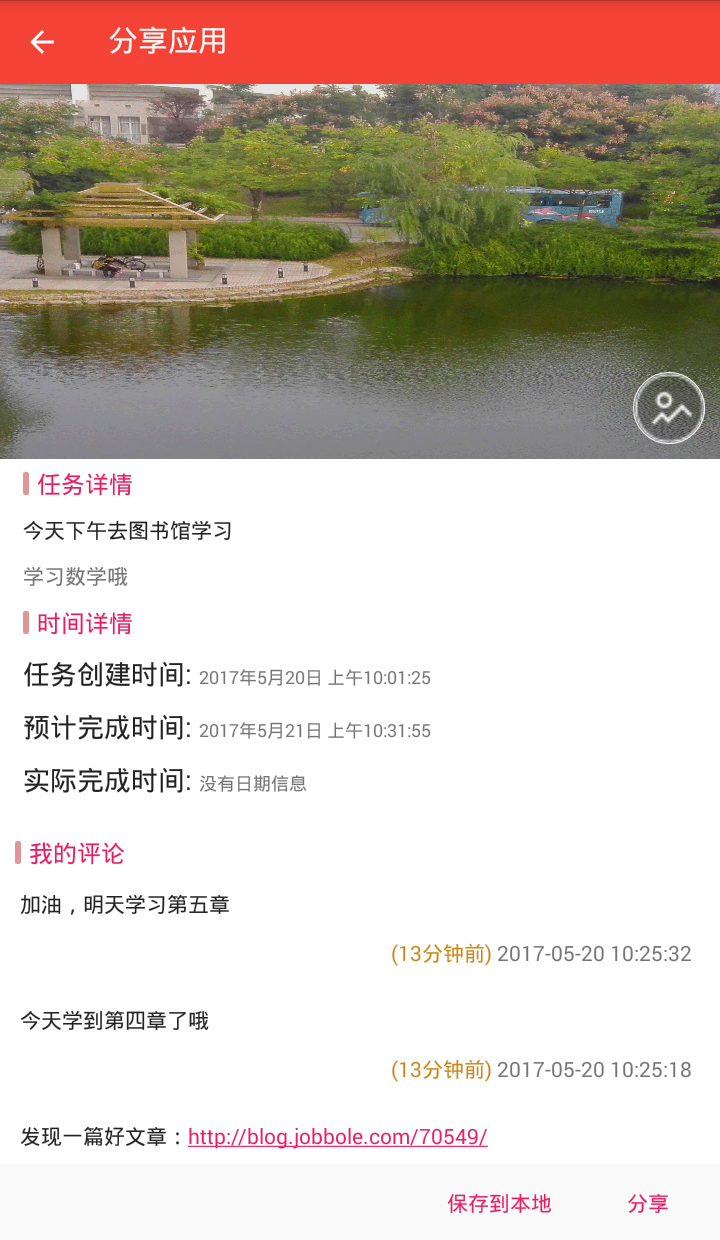 分享应用
任务详情
今天下午去图书馆学习
学习数学哦
时间详情
任务创建时间: 2017年5月20日 上午10:01:25
预计完成时间: 2017年5月21日 上午10:31:55
实际完成时间: 没有日期信息
我的评论
加油，明天学习第五章
(13分钟前) 2017-05-20 10:25:32
今天学到第四章了哦
(13分钟前) 2017-05-20 10:25:18
发现一篇好文章：http://blog.jobbole.com/70549/
保存到本地 分享